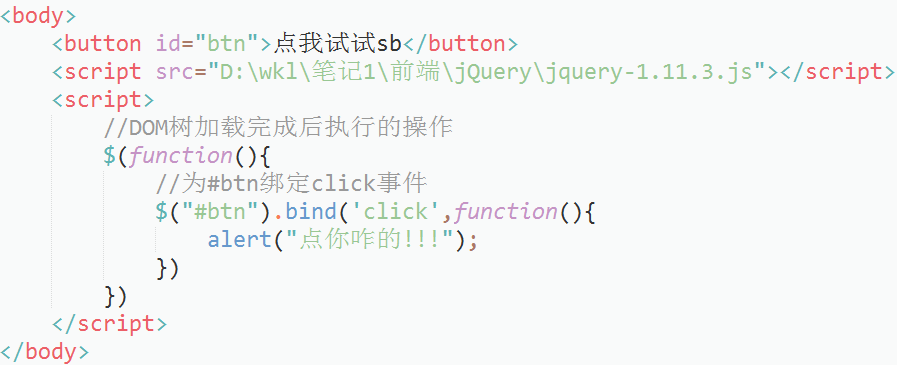 <body>
    <button id="btn">点我试试sb</button>
    <script src="D:\wkl\笔记1\前端\jQuery\jquery-1.11.3.js"></script>
    <script>
        //DOM树加载完成后执行的操作
        $(function(){
            //为#btn绑定click事件
            $("#btn").bind('click',function(){
                alert("点你咋的!!!");
            })
        })
    </script>
</body>